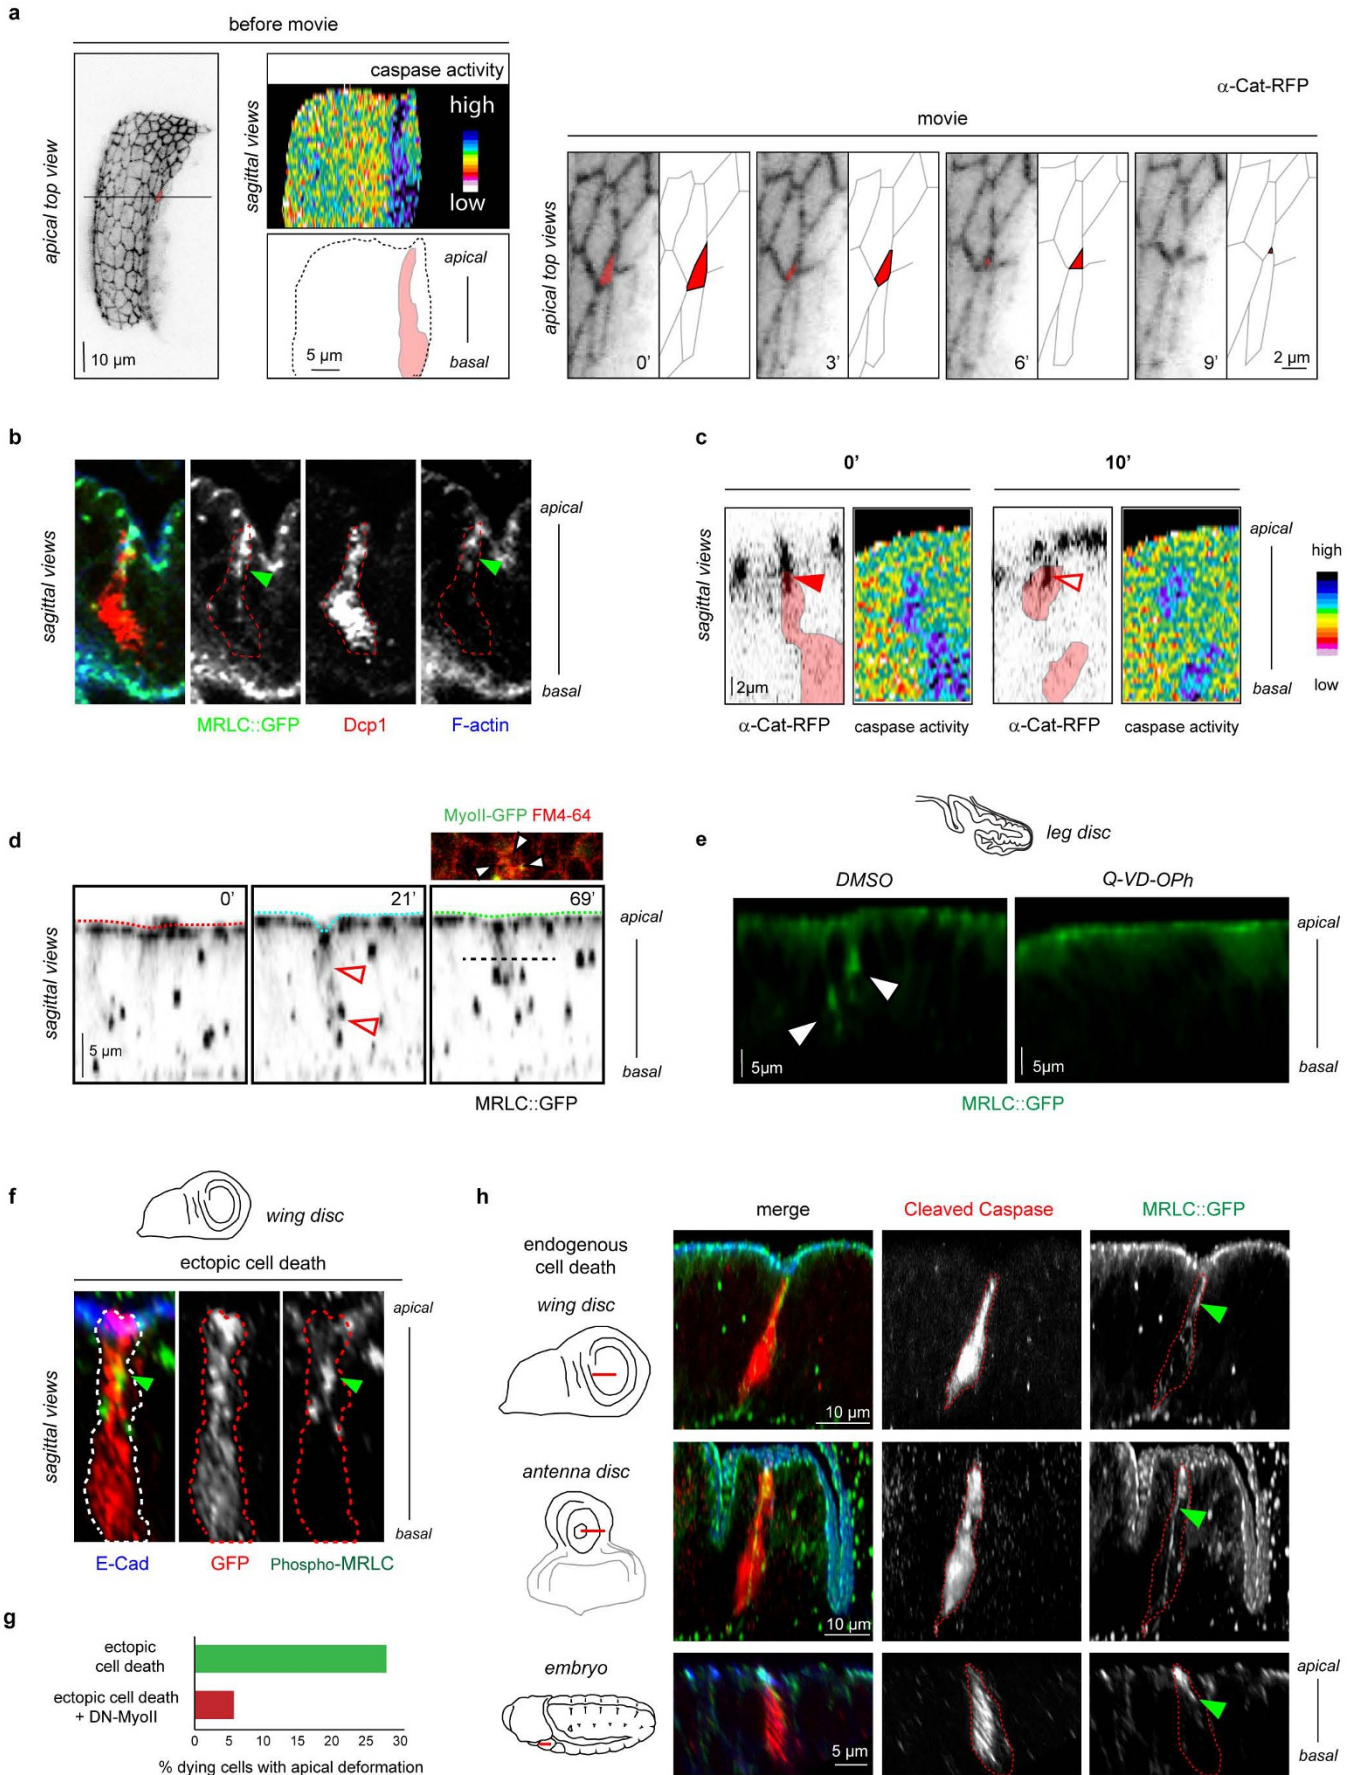 a
before movie
apical top view
10 µm
sagittal views
caspase activity
high
low
apical
basal
5 µm
α-Cat-RFP
movie
apical top views
0’
3’
6’
9’
2 µm
b
sagittal views
apical
basal
MRLC::GFP
Dcp1
F-actin
c
0’
10’
sagittal views
2µm
apical
basal
high
low
α-Cat-RFP
caspase activity
α-Cat-RFP
caspase activity
d
MyoII-GFP FM4-64
sagittal views
0’
21’
69’
5 µm
apical
basal
MRLC::GFP
e
leg disc
DMSO
Q-VD-OPh
5µm
5µm
apical
basal
MRLC::GFP
f
wing disc
ectopic cell death
sagittal views
apical
basal
E-Cad
GFP
Phospho-MRLC
g
ectopic
cell death
ectopic cell death
+ DN-MyoII
0 5 10 15 20 25 30
% dying cells with apical deformation
h
merge
Cleaved Caspase
MRLC::GFP
endogenous
cell death
wing disc
10 µm
antenna disc
10 µm
embryo
5 µm
apical
basal